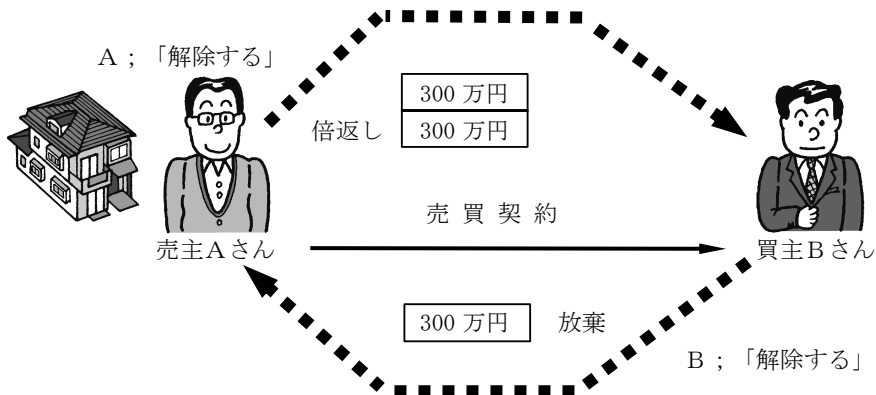 A；「解除する」
300 万円
倍返し 300 万円
売 買 契 約
売主Aさん
買主Bさん
300 万円 放棄
B；「解除する」